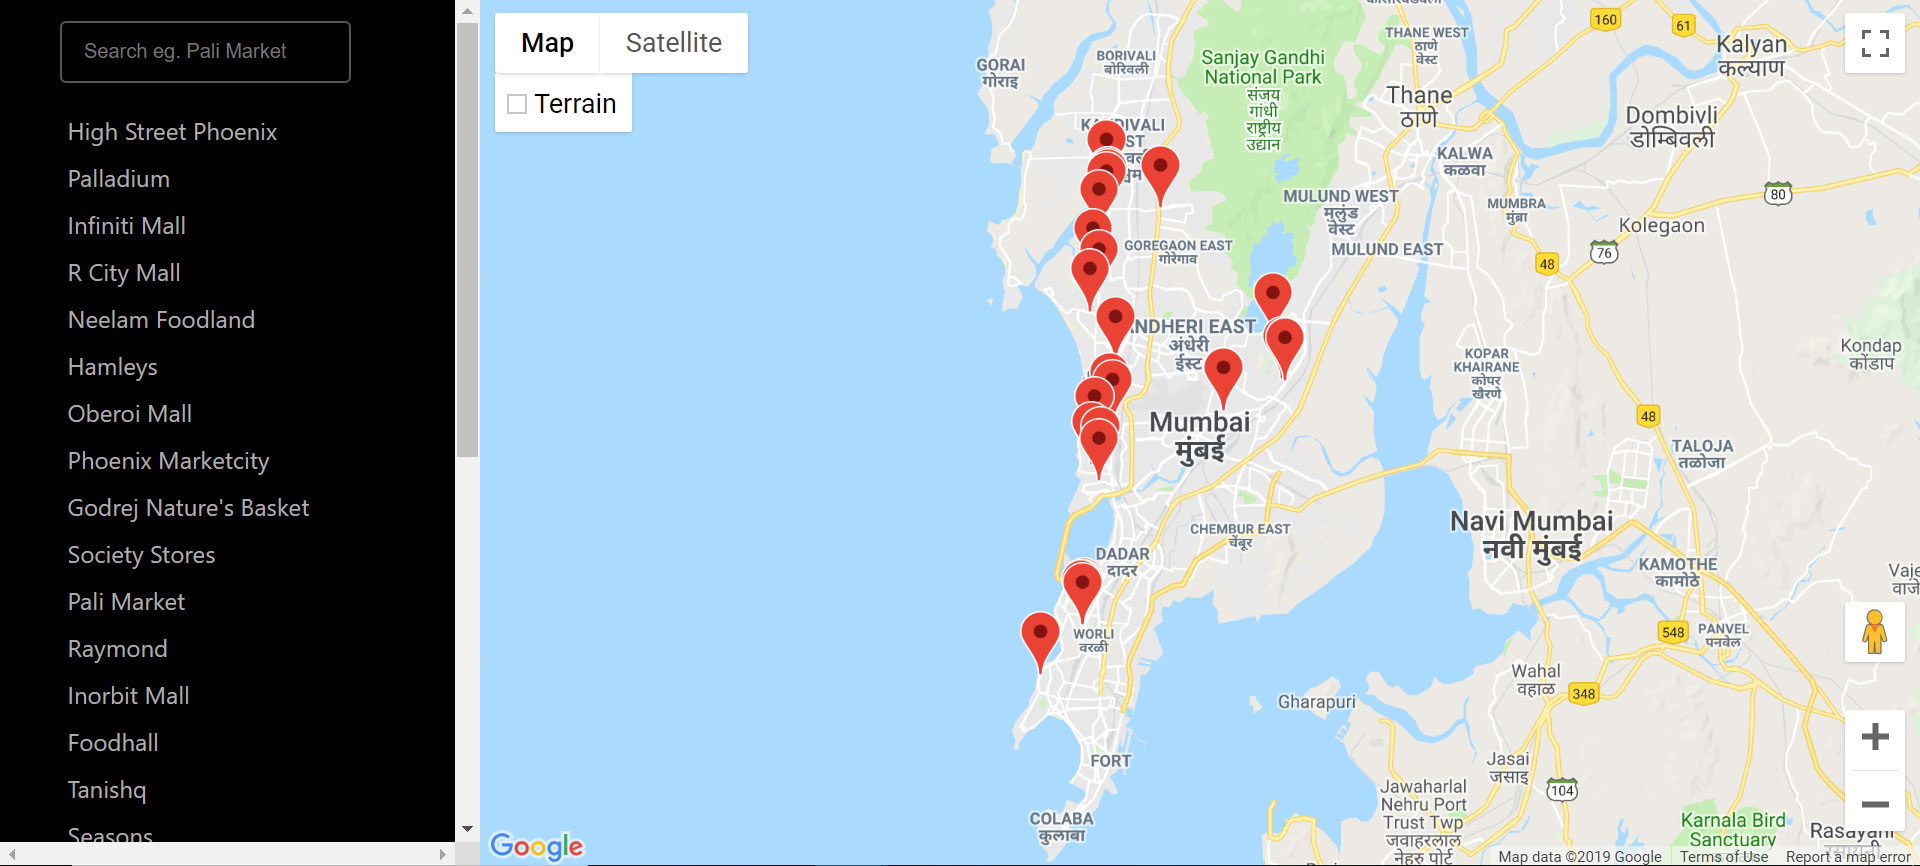 Search eg. Pali Market
High Street Phoenix
Palladium
Infiniti Mall
R City Mall
Neelam Foodland
Hamleys
Oberoi Mall
Phoenix Marketcity
Godrej Nature's Basket
Society Stores
Pali Market
Raymond
Inorbit Mall
Foodhall
Tanishq
Seasons
Map
Satellite
Terrain
GORAI
गोराइ
BORIVALI
बोरिवली
Sanjay Gandhi
National Park
संजय
गांधी
राष्ट्रीय
उद्यान
THANE WEST
ठाणे
वेस्ट
160
61
Kalyan
कल्याण
Thane
ठाणे
Dombivli
डोम्बिवली
KALWA
कळवा
80
MULUND WEST
मुलुंड
वेस्ट
MUMBRA
मुंब्रा
Kolegaon
GOREGAON EAST
गोरेगाव
MULUND EAST
76
48
ANDHERI EAST
अंधेरी
ईस्ट
KOPAR
KHAIRANE
कोपर
खैरणे
Kondap
कोंडाप
48
Mumbai
मुंबई
TALOJA
तळोजा
Navi Mumbai
नवी मुंबई
CHEMBUR EAST
चेंबूर
DADAR
दादर
KAMOTHE
कामोठे
WORLI
वरळी
548
PANVEL
पनवेल
Wahal
वहाळ
348
Gharapuri
FORT
Jasai
जसाइ
104
Jawaharlal
Nehru Port
Trust Twp
जवाहरलाल
नेहरु पोर्ट
COLABA
कुलाबा
Karnala Bird
Sanctuary
Google
Map data ©2019 Google
Terms of Use
Report a map error